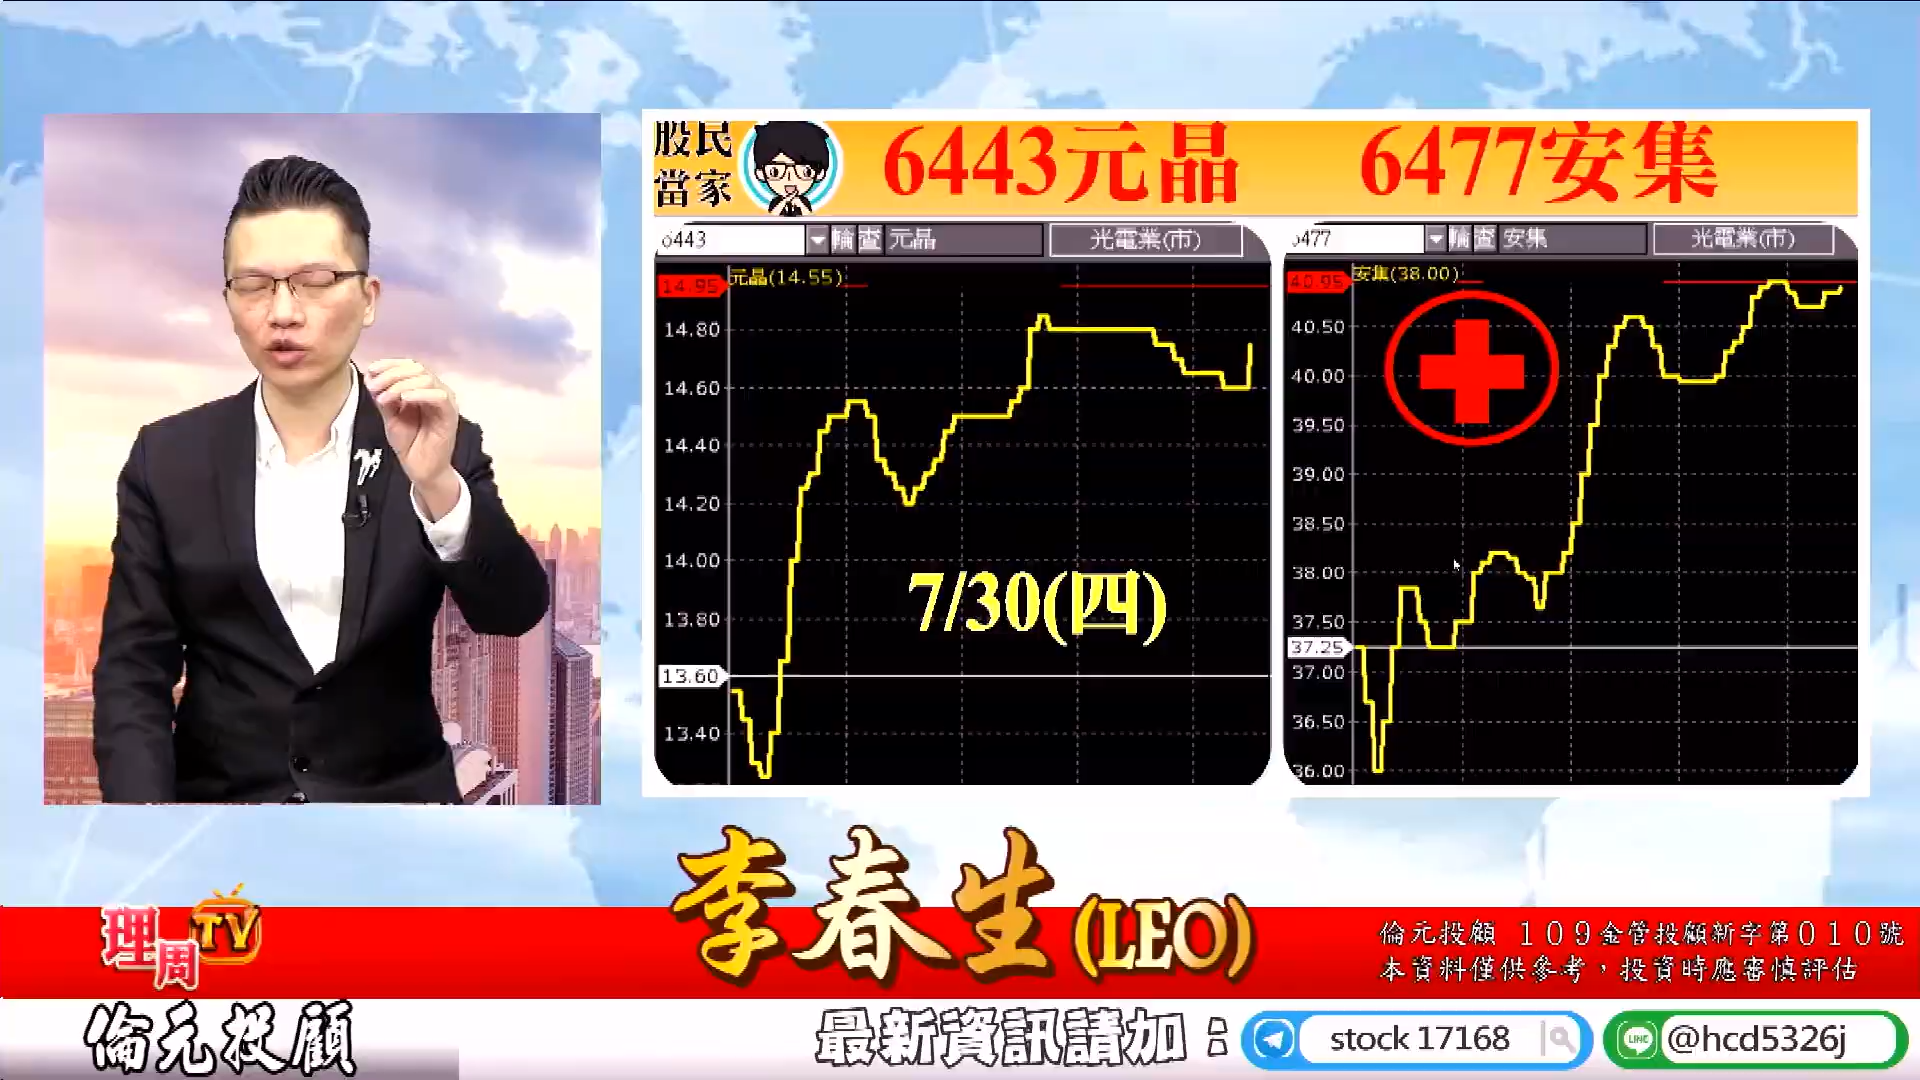 股民
當家
6443元晶
6477安集
6443
輪
查
元晶
光電業(市)
元晶(14.55)
14.95
14.80
14.60
14.40
14.20
14.00
13.80
13.60
13.40
7/30(四)
6477
輪
查
安集
光電業(市)
安集(38.00)
40.95
40.50
40.00
39.50
39.00
38.50
38.00
37.50
37.25
37.00
36.50
36.00
李春生(LEO)
理周TV
倫元投顧 109金管投顧新字第010號
本資料僅供參考，投資時應審慎評估
倫元投顧
最新資訊請加：
stock 17168
LINE
@hcd5326j